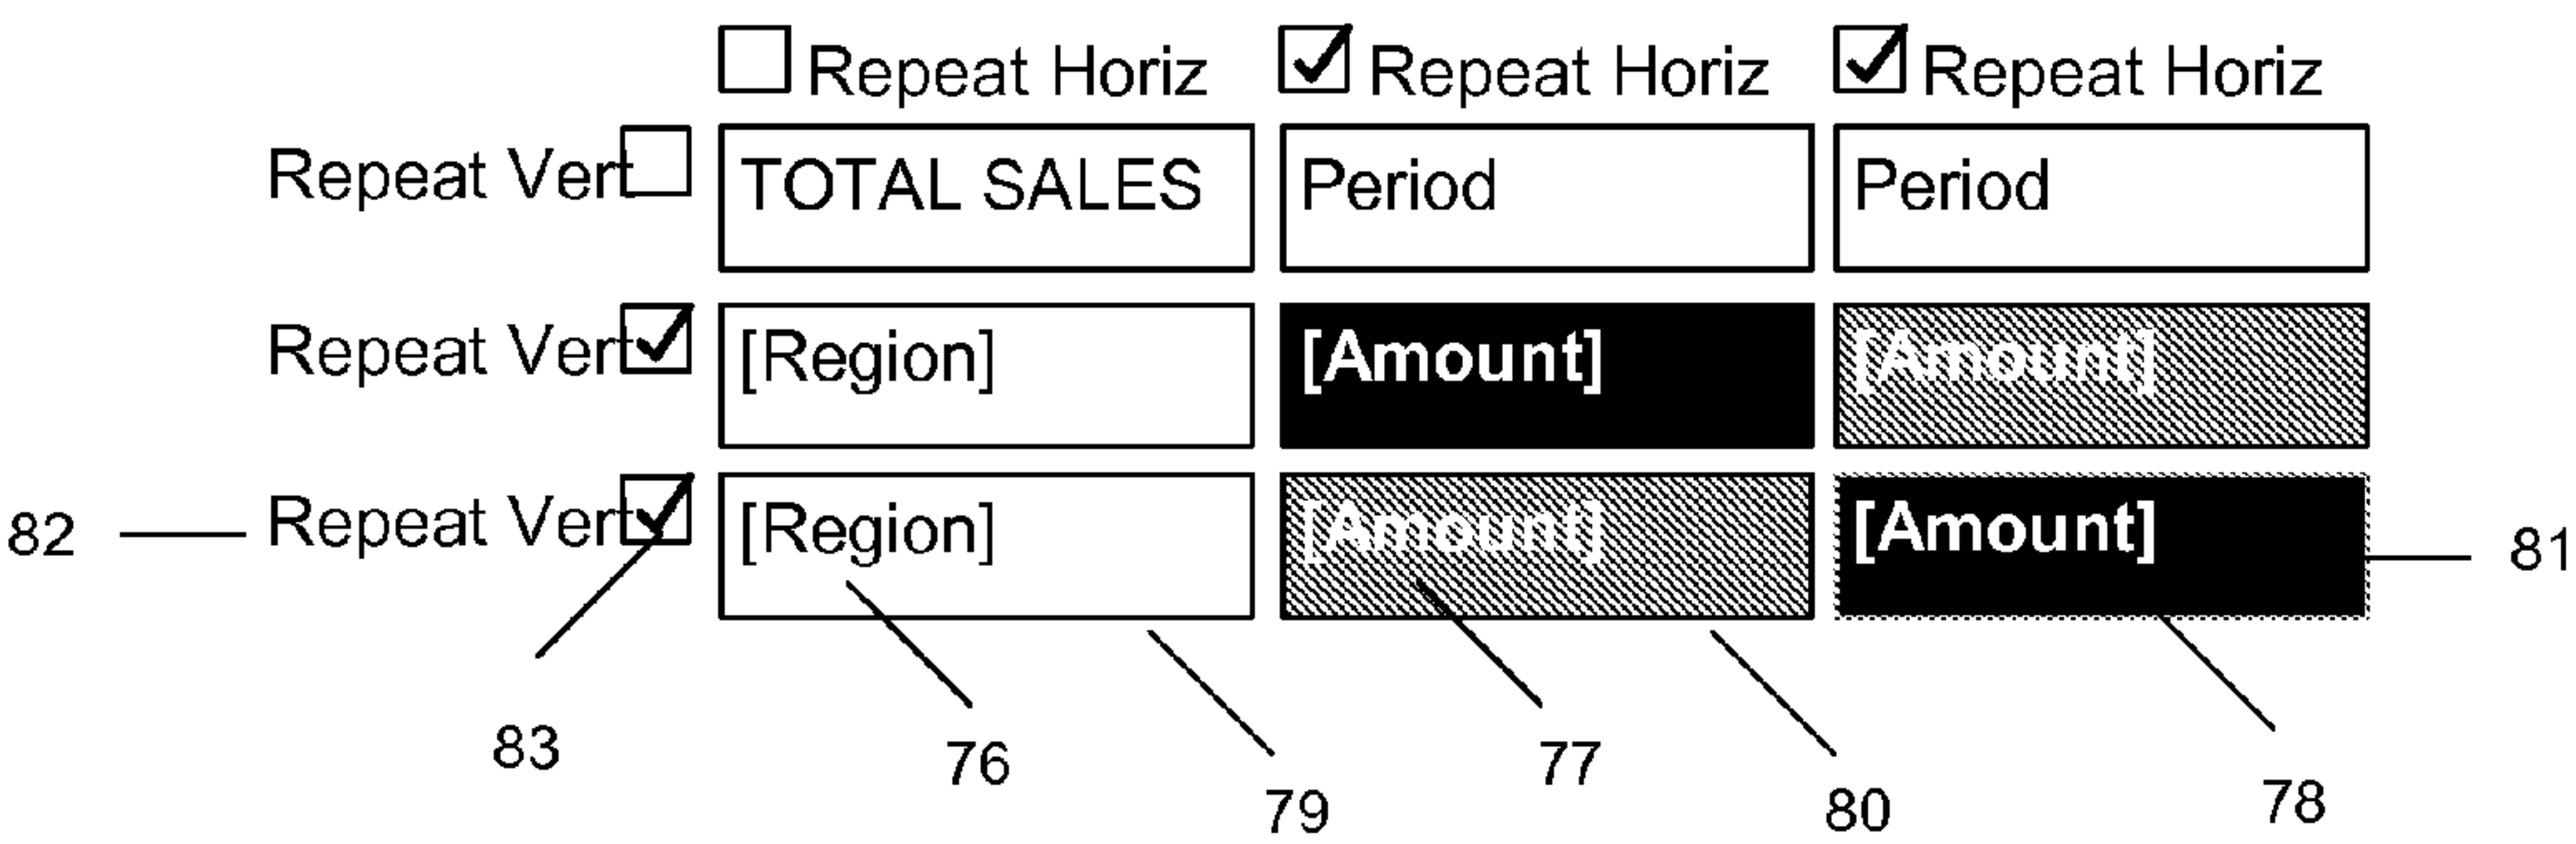 Repeat Horiz Repeat Horiz Repeat Horiz
Repeat Vert TOTAL SALES Period Period
Repeat Vert [Region] [Amount] [Amount]
Repeat Vert [Region] [Amount] [Amount]
82 81
83 76 77
79 80 78